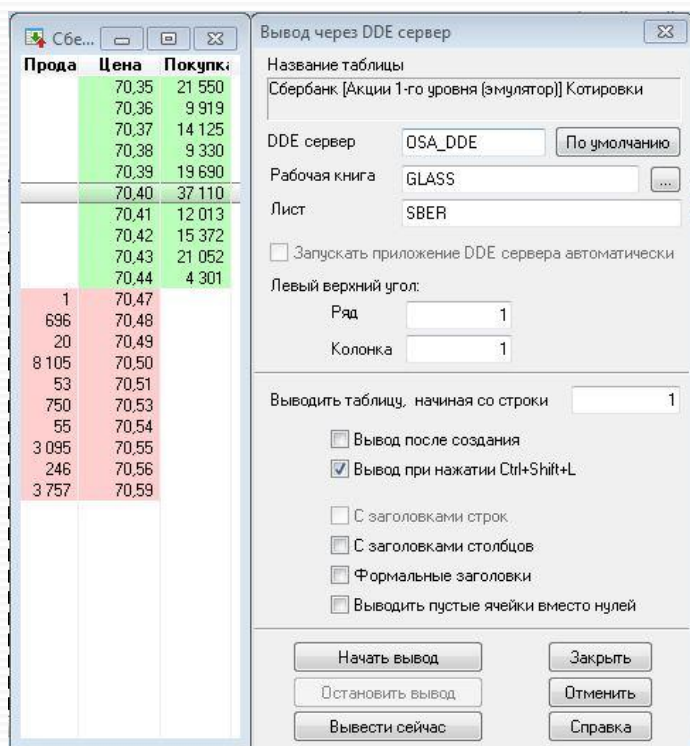 Сбе...
Прода Цена Покупка
70,35 21 550
70,36 9 919
70,37 14 125
70,38 9 330
70,39 19 690
70,40 37 110
70,41 12 013
70,42 15 372
70,43 21 052
70,44 4 301
1 70,47
696 70,48
20 70,49
8 105 70,50
53 70,51
750 70,53
55 70,54
3 095 70,55
246 70,56
3 757 70,59
Вывод через DDE сервер
Название таблицы
Сбербанк [Акции 1-го уровня (эмулятор)] Котировки
DDE сервер OSA_DDE По умолчанию
Рабочая книга GLASS ...
Лист SBER
Запускать приложение DDE сервера автоматически
Левый верхний угол:
Ряд 1
Колонка 1
Выводить таблицу, начиная со строки 1
Вывод после создания
Вывод при нажатии Ctrl+Shift+L
С заголовками строк
С заголовками столбцов
Формальные заголовки
Выводить пустые ячейки вместо нулей
Начать вывод Закрыть
Остановить вывод Отменить
Вывести сейчас Справка